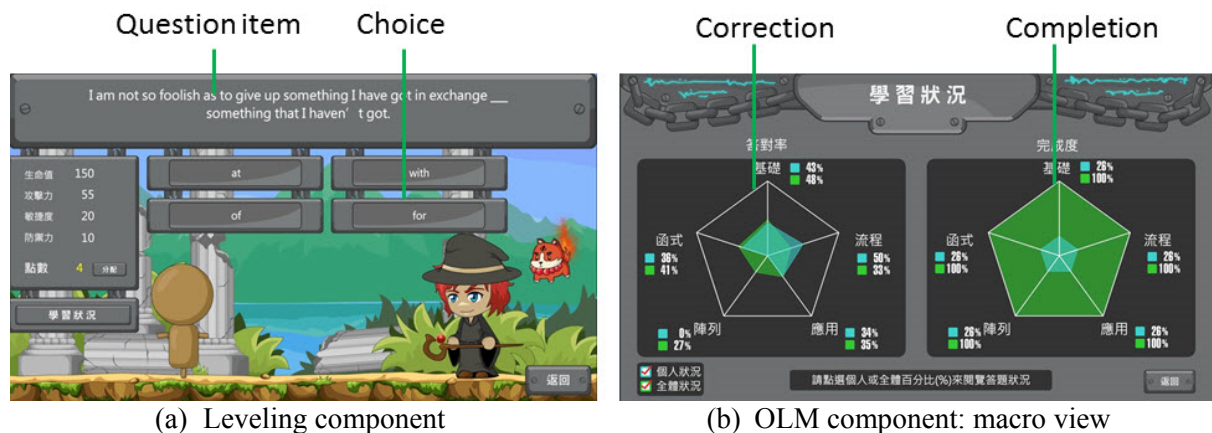 Question item
Choice
I am not so foolish as to give up something I have got in exchange __
something that I haven't got.
生命值 150
攻擊力 55
敏捷度 20
防禦力 10
點數 4 分配
學習狀況
at
with
of
for
返回
(a) Leveling component
Correction
Completion
學習狀況
答對率
基礎
43%
48%
流程
50%
33%
應用
34%
35%
陣列
0%
27%
函式
36%
41%
完成度
基礎
26%
100%
流程
26%
100%
應用
26%
100%
陣列
26%
100%
函式
26%
100%
個人狀況
全體狀況
請點選個人或全體百分比(%)來閱覽答題狀況
返回
(b) OLM component: macro view